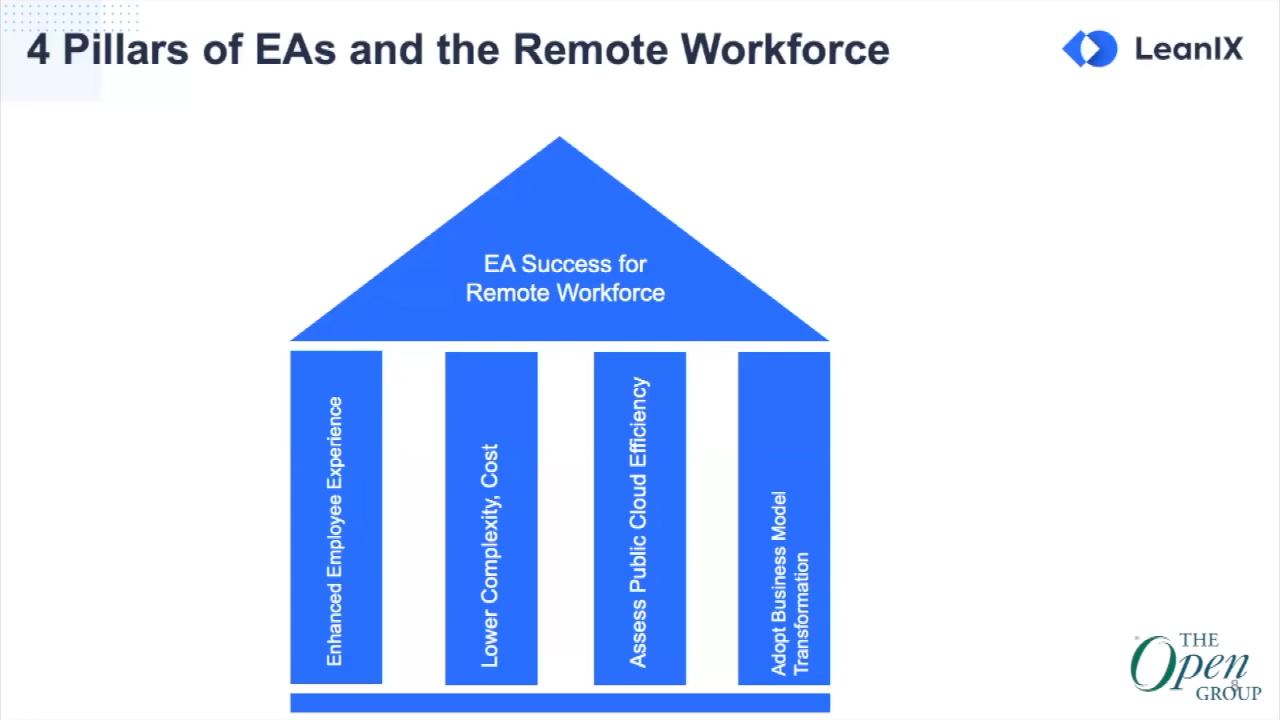 4 Pillars of EAs and the Remote Workforce
LeanIX
EA Success for
Remote Workforce
Enhanced Employee Experience
Lower Complexity, Cost
Assess Public Cloud Efficiency
Adopt Business Model
Transformation
THE
Open
GROUP
8